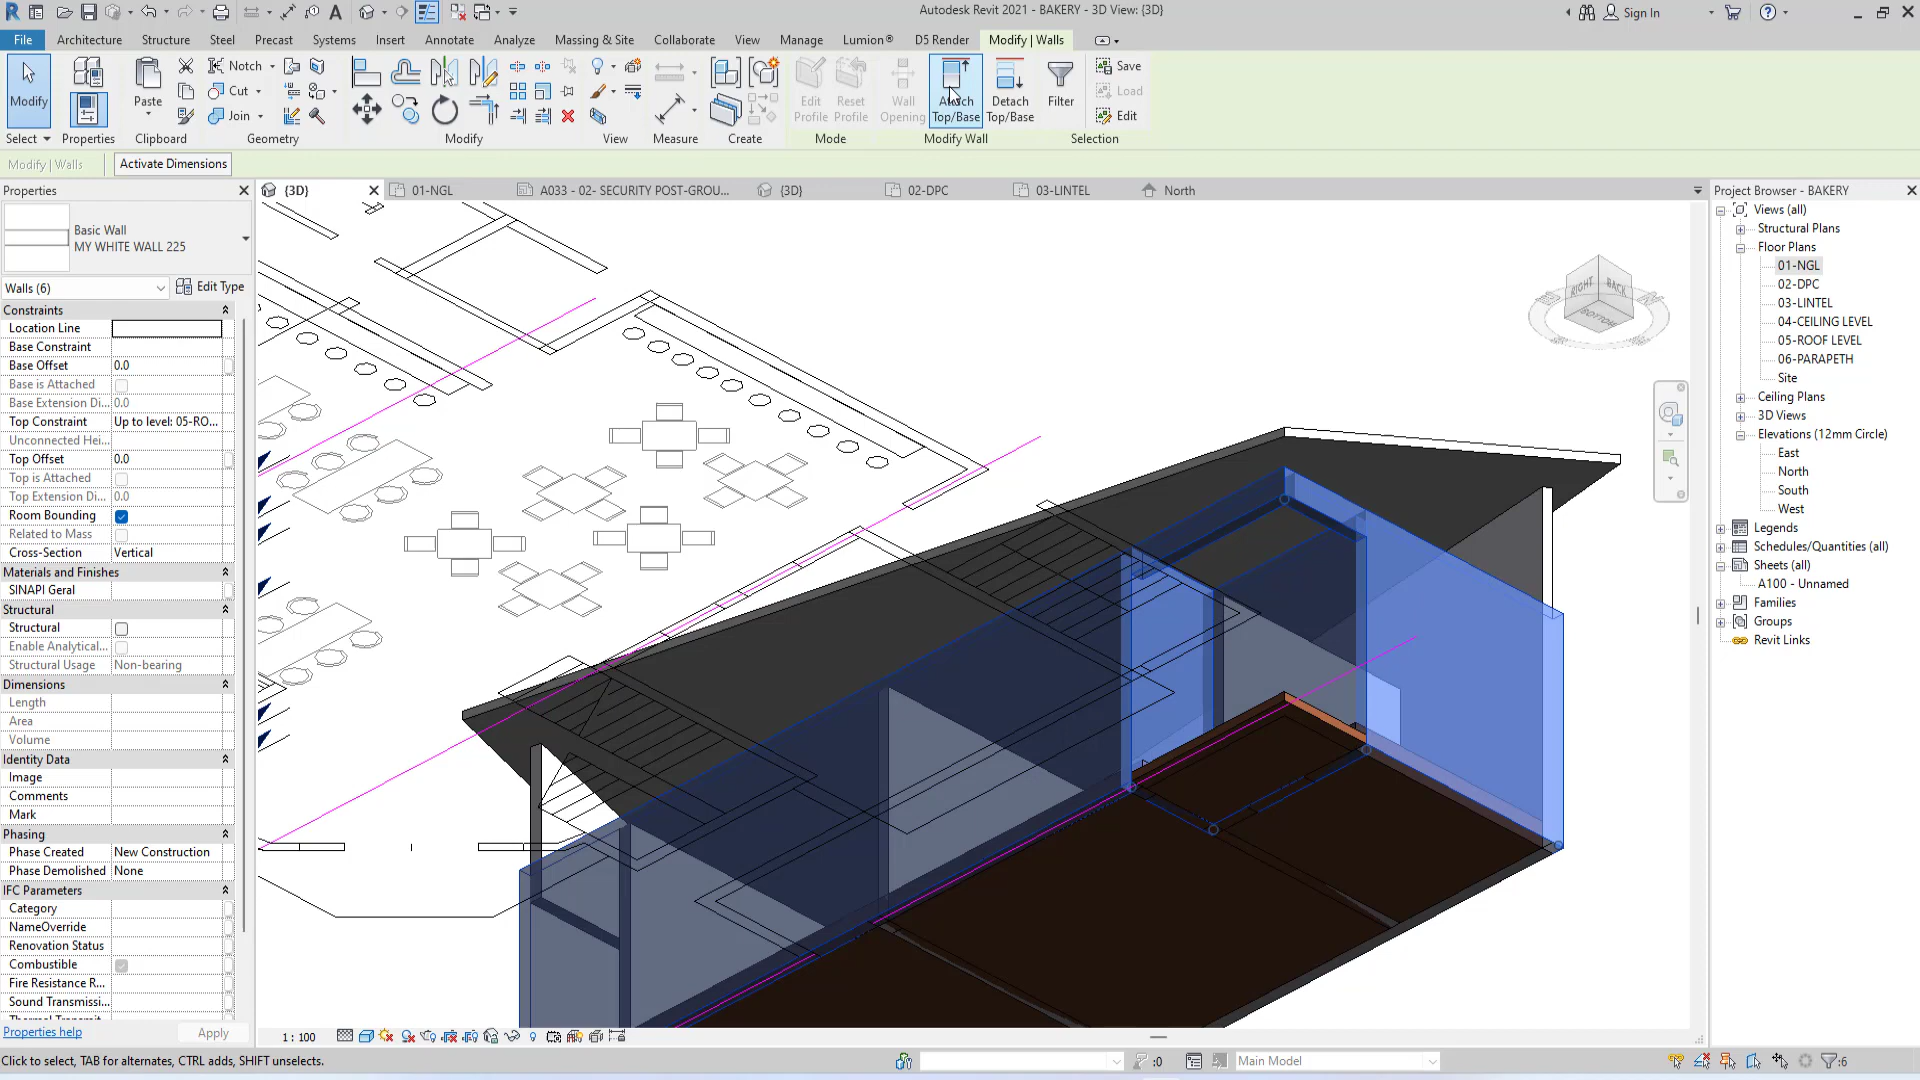 Autodesk Revit 2021 - BAKERY - 3D View: {3D}
Sign In
File Architecture Structure Steel Precast Systems Insert Annotate Analyze Massing & Site Collaborate View Manage Lumion® D5 Render Modify | Walls
Modify
Paste
Notch
Cut
Join
Edit Profile
Reset Profile
Wall Opening
Attach Top/Base
Detach Top/Base
Filter
Save
Load
Edit
Select Properties Clipboard Geometry Modify View Measure Create Mode Modify Wall Selection
Modify | Walls Activate Dimensions
Properties
{3D} 01-NGL A033 - 02- SECURITY POST-GROU... {3D} 02-DPC 03-LINTEL North
Basic Wall
MY WHITE WALL 225
Walls (6) Edit Type
Constraints
Location Line
Base Constraint
Base Offset 0.0
Base is Attached
Base Extension Di... 0.0
Top Constraint Up to level: 05-RO...
Unconnected Hei...
Top Offset 0.0
Top is Attached
Top Extension Di... 0.0
Room Bounding
Related to Mass
Cross-Section Vertical
Materials and Finishes
SINAPI Geral
Structural
Structural
Enable Analytical...
Structural Usage Non-bearing
Dimensions
Length
Area
Volume
Identity Data
Image
Comments
Mark
Phasing
Phase Created New Construction
Phase Demolished None
IFC Parameters
Category
NameOverride
Renovation Status
Combustible
Fire Resistance R...
Sound Transmissi...
Properties help Apply
RIGHT BACK
BOTTOM
Project Browser - BAKERY
Views (all)
Structural Plans
Floor Plans
01-NGL
02-DPC
03-LINTEL
04-CEILING LEVEL
05-ROOF LEVEL
06-PARAPETH
Site
Ceiling Plans
3D Views
Elevations (12mm Circle)
East
North
South
West
Legends
Schedules/Quantities (all)
Sheets (all)
A100 - Unnamed
Families
Groups
Revit Links
1 : 100
Click to select, TAB for alternates, CTRL adds, SHIFT unselects.
:0
Main Model
:6